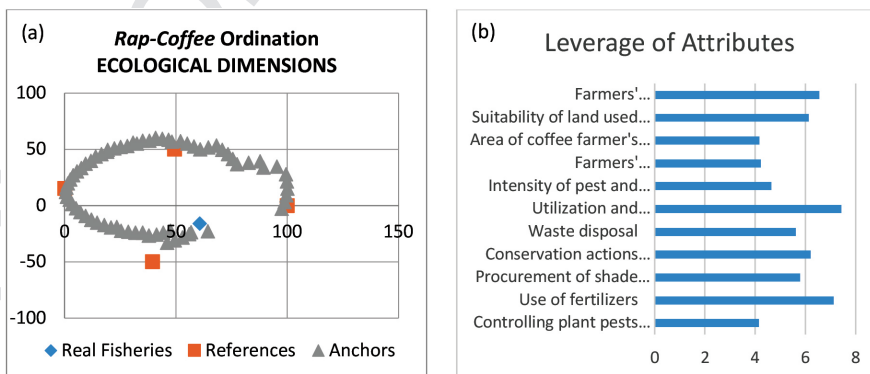 (a)
Rap-Coffee Ordination
ECOLOGICAL DIMENSIONS
100
50
0
-50
-100
0
50
100
150
Real Fisheries
References
Anchors
(b)
Leverage of Attributes
Farmers'...
Suitability of land used...
Area of coffee farmer's...
Farmers'...
Intensity of pest and...
Utilization and...
Waste disposal
Conservation actions...
Procurement of shade...
Use of fertilizers
Controlling plant pests...
0 2 4 6 8